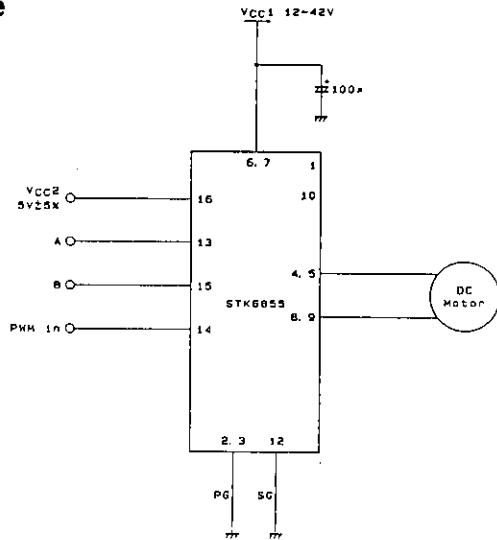 e
VCC1 12~42V
+
100μ
6, 7
1
10
VCC2
5V±5%
16
A
13
B
15
PWM in
14
STK6855
4, 5
8, 9
DC
Motor
2, 3
12
PG
SG